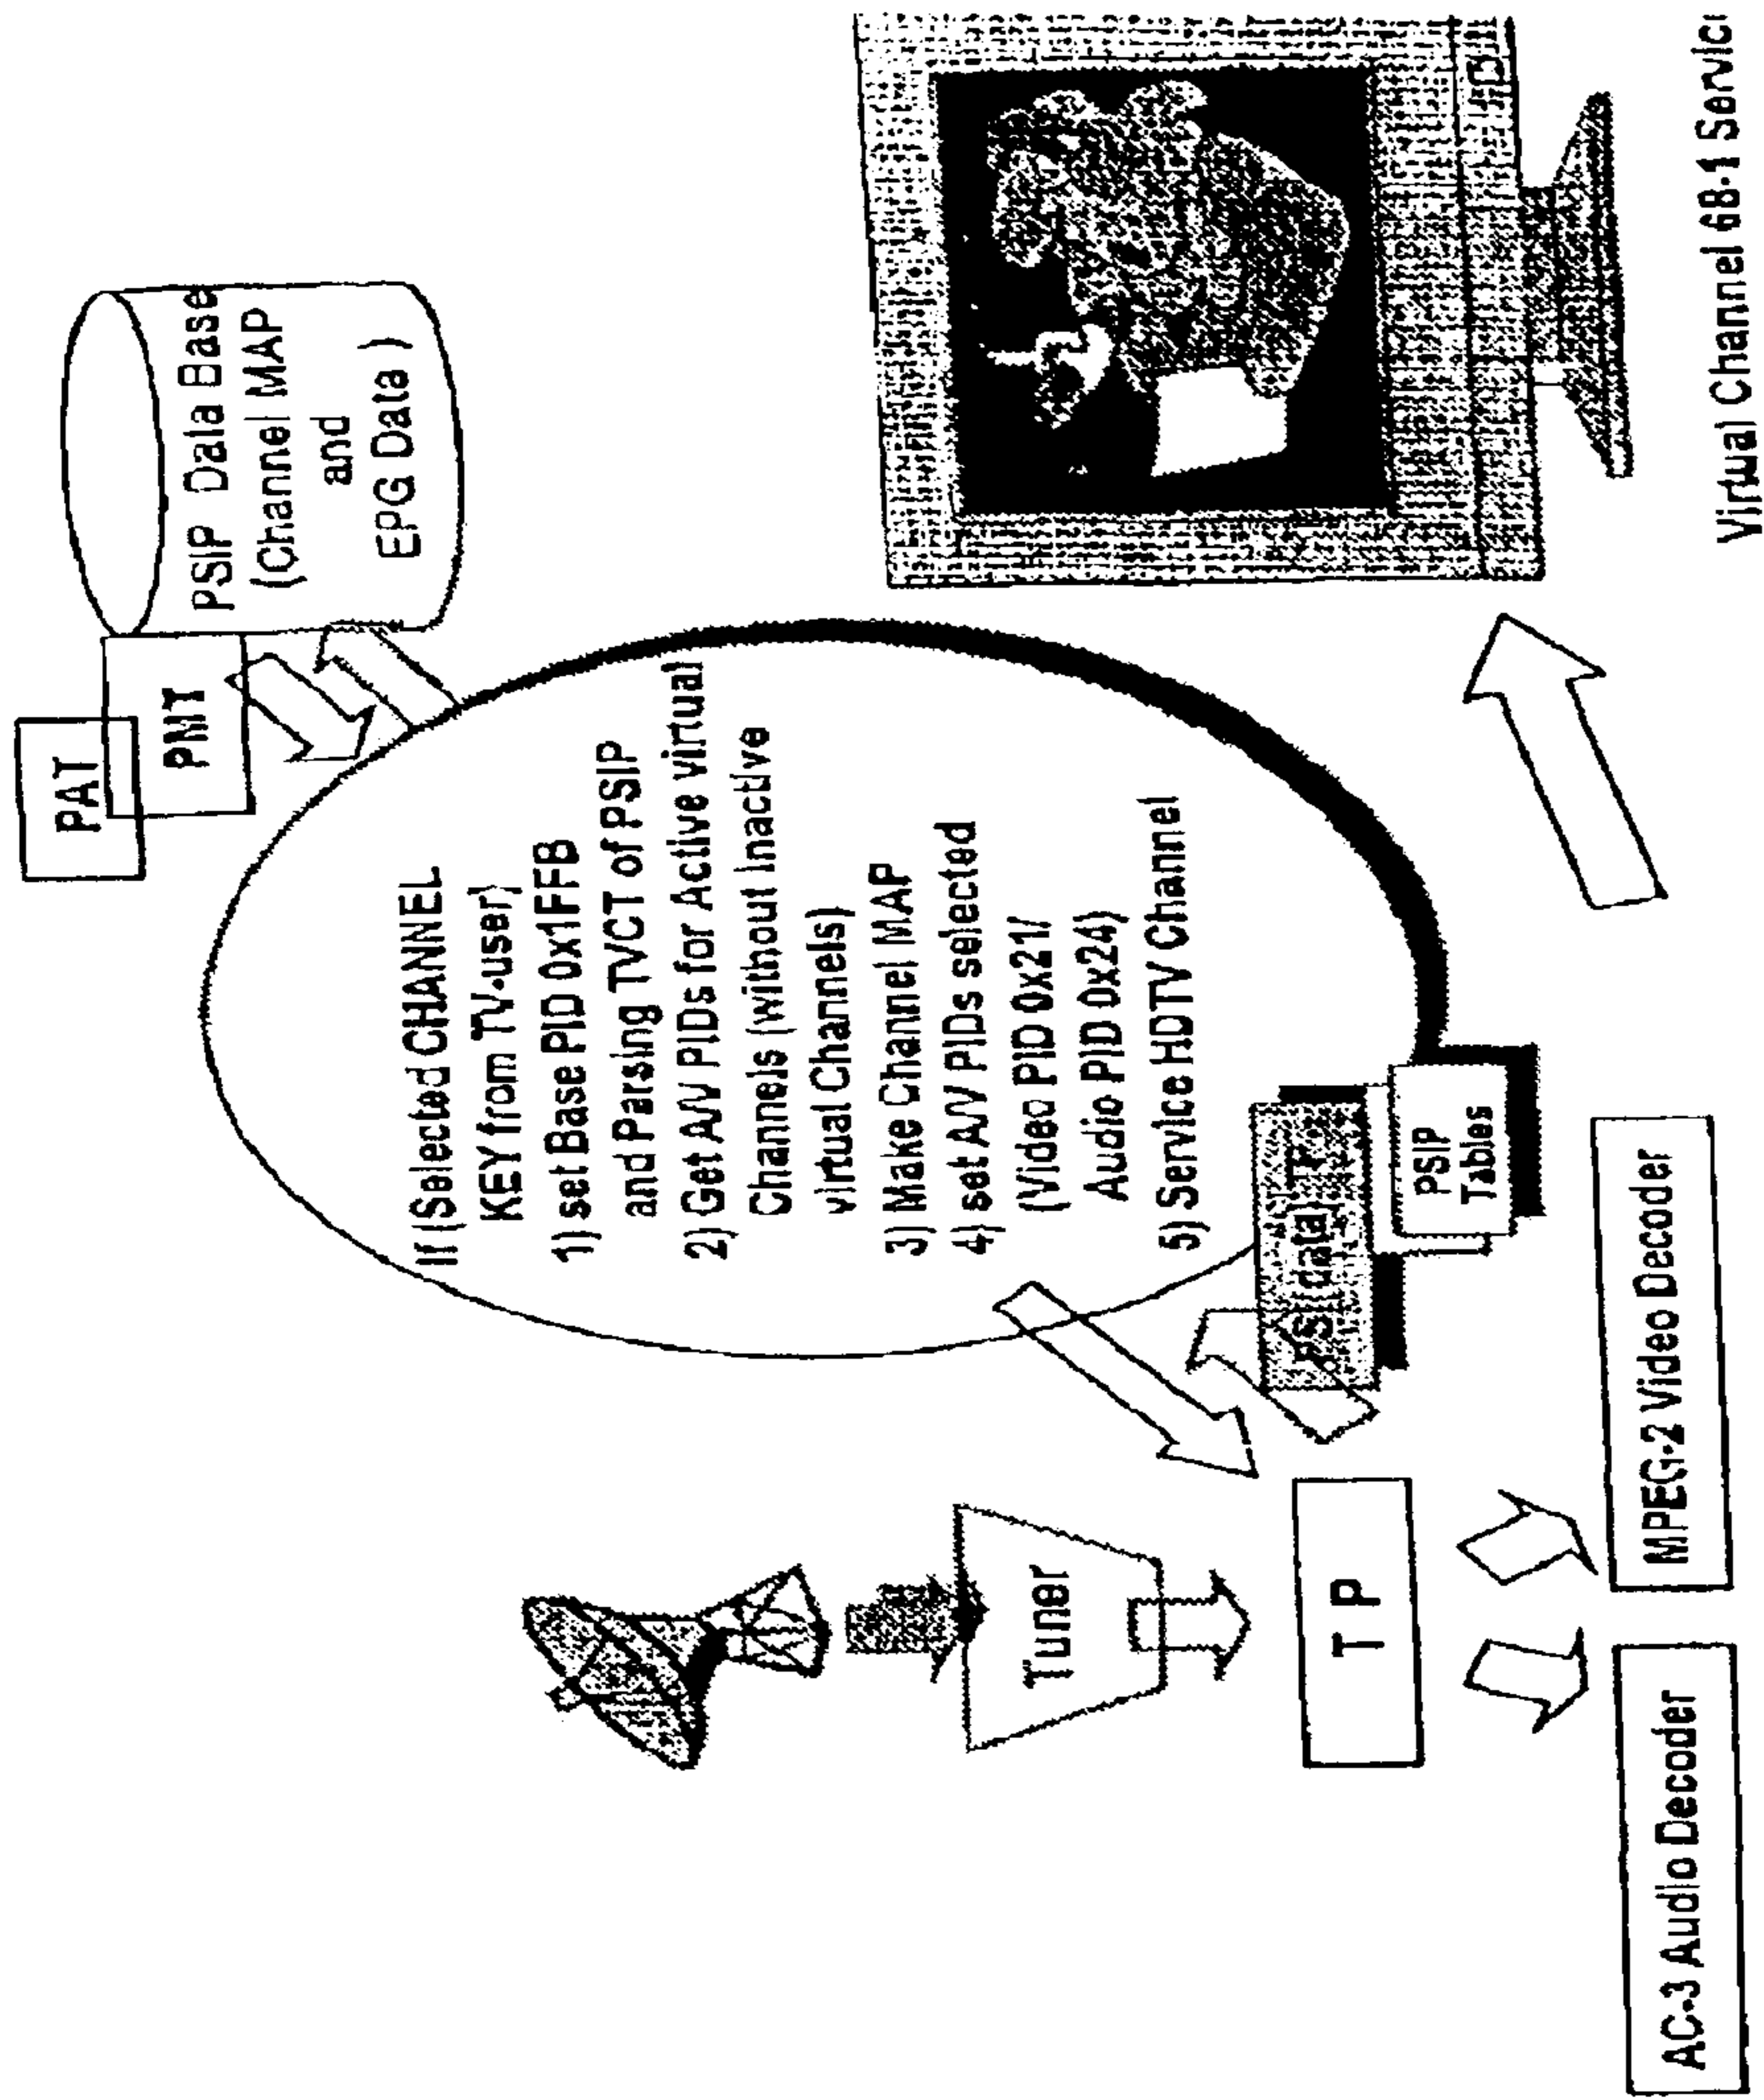 PAT
PMT
PSIP Data Base
(Channel MAP
and
EPG Data )
If (Selected CHANNEL
KEY from TV-user)
1) set Base PID 0x1FFB
and Parsing TVCT of PSIP
2) Get A/V PIDs for Active virtual
Channels (without Inactive
virtual Channels)
3) Make Channel MAP
4) set A/V PIDs selected
(Video PID 0x21/
Audio PID 0x24)
5) Service HDTV Channel
Tuner
T P
PSI data
PSIP
Tables
AC-3 Audio Decoder
MPEG-2 Video Decoder
Virtual Channel 68-1